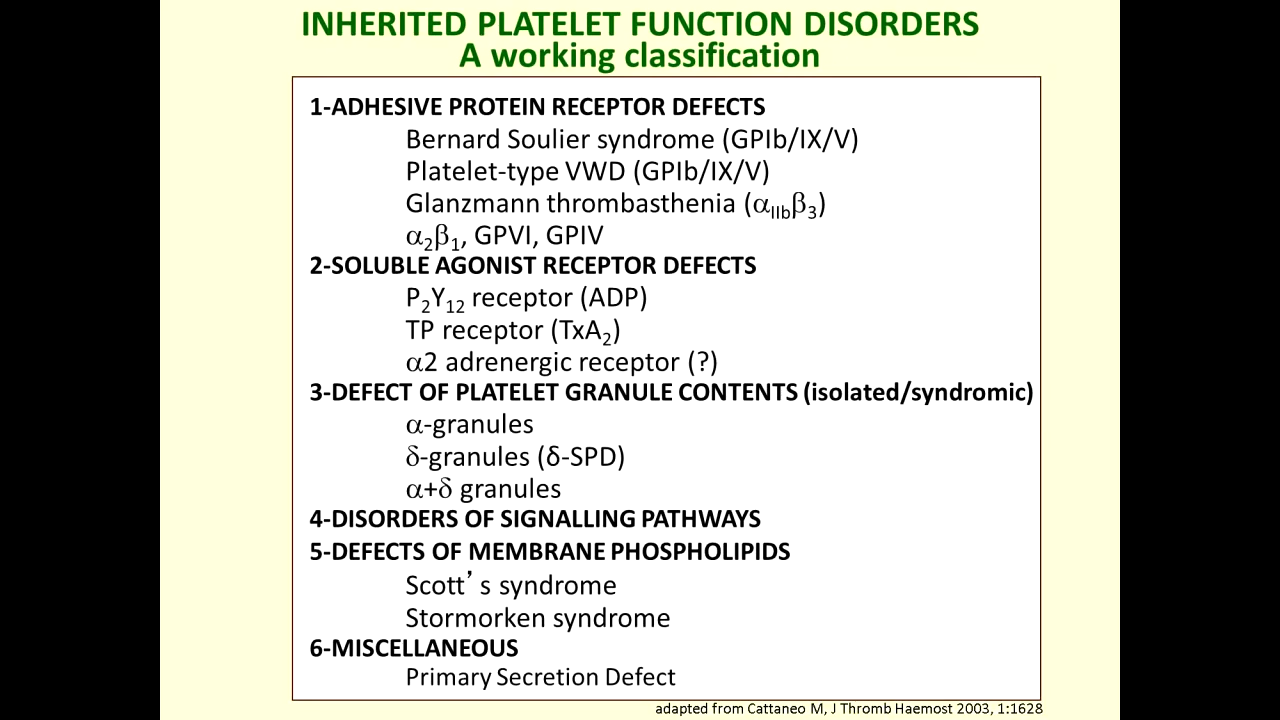 INHERITED PLATELET FUNCTION DISORDERS
A working classification
1-ADHESIVE PROTEIN RECEPTOR DEFECTS
Bernard Soulier syndrome (GPIb/IX/V)
Platelet-type VWD (GPIb/IX/V)
Glanzmann thrombasthenia (αIIbβ3)
α2β1, GPVI, GPIV
2-SOLUBLE AGONIST RECEPTOR DEFECTS
P2Y12 receptor (ADP)
TP receptor (TxA2)
α2 adrenergic receptor (?)
3-DEFECT OF PLATELET GRANULE CONTENTS (isolated/syndromic)
α-granules
δ-granules (δ-SPD)
α+δ granules
4-DISORDERS OF SIGNALLING PATHWAYS
5-DEFECTS OF MEMBRANE PHOSPHOLIPIDS
Scott’s syndrome
Stormorken syndrome
6-MISCELLANEOUS
Primary Secretion Defect
adapted from Cattaneo M, J Thromb Haemost 2003, 1:1628